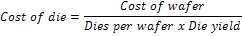 Cost of die = Cost of wafer / Dies per wafer x Die yield